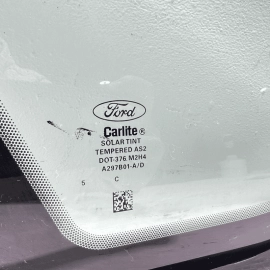 Ford
Carlite®
SOLAR TINT
TEMPERED AS2
DOT-376 M2H4
A297B01-A/D
5 C